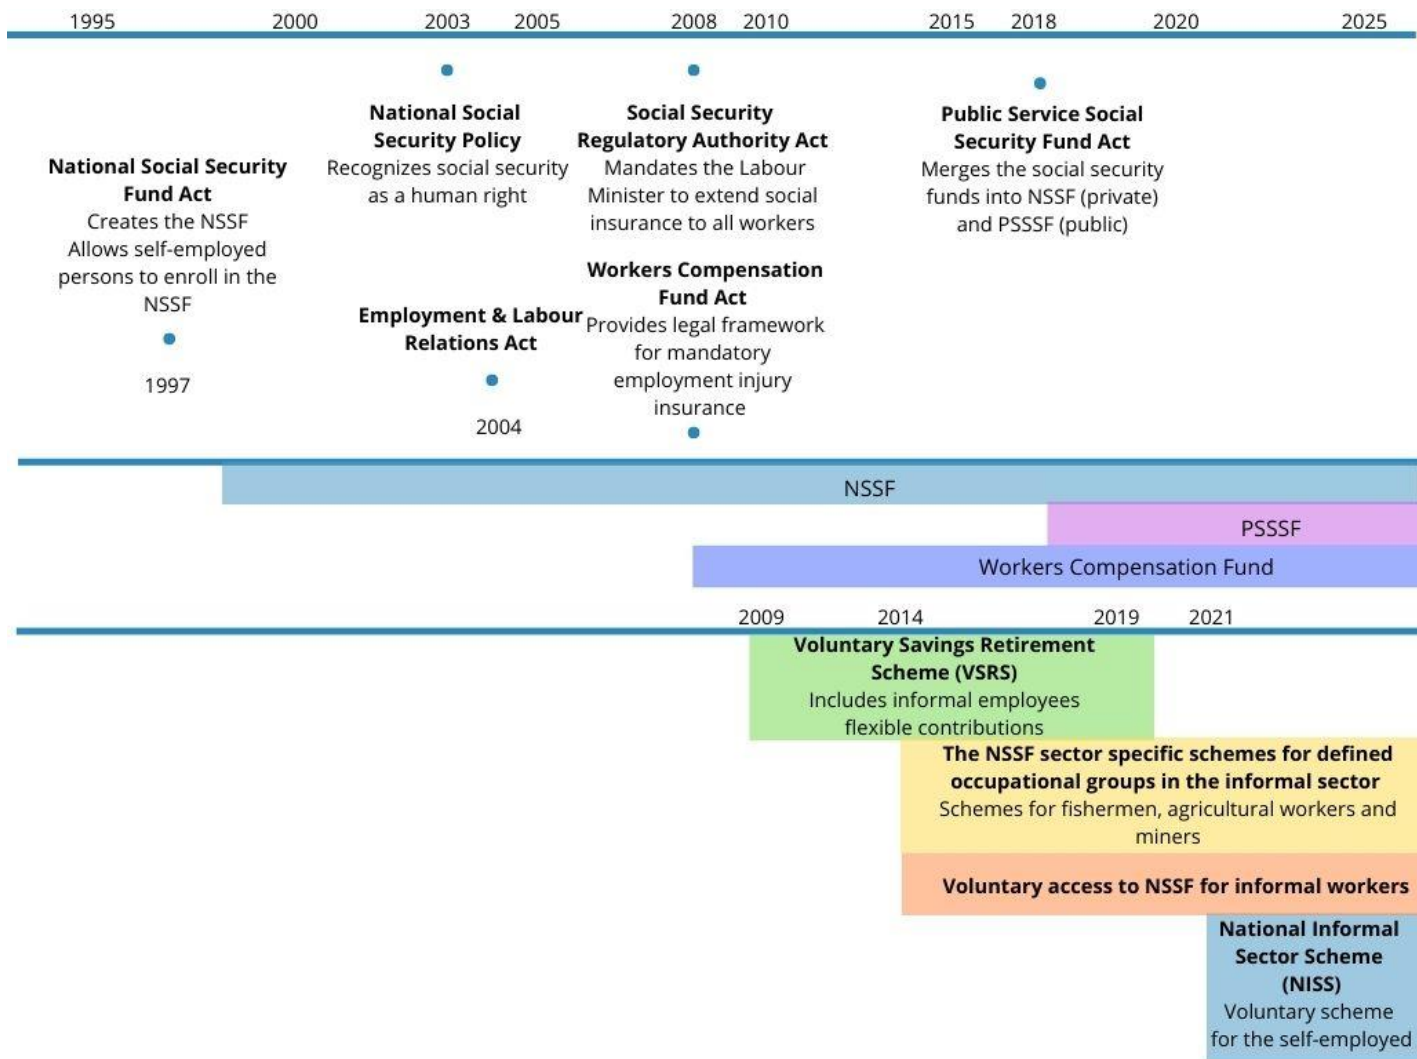 1995 2000 2003 2005 2008 2010 2015 2018 2020 2025
National Social Security
Fund Act
Creates the NSSF
Allows self-employed
persons to enroll in the
NSSF
1997
National Social
Security Policy
Recognizes social security
as a human right
Employment & Labour
Relations Act
2004
Social Security
Regulatory Authority Act
Mandates the Labour
Minister to extend social
insurance to all workers
Workers Compensation
Fund Act
Provides legal framework
for mandatory
employment injury
insurance
Public Service Social
Security Fund Act
Merges the social security
funds into NSSF (private)
and PSSSF (public)
NSSF
PSSSF
Workers Compensation Fund
2009 2014 2019 2021
Voluntary Savings Retirement
Scheme (VSRS)
Includes informal employees
flexible contributions
The NSSF sector specific schemes for defined
occupational groups in the informal sector
Schemes for fishermen, agricultural workers and
miners
Voluntary access to NSSF for informal workers
National Informal
Sector Scheme
(NISS)
Voluntary scheme
for the self-employed